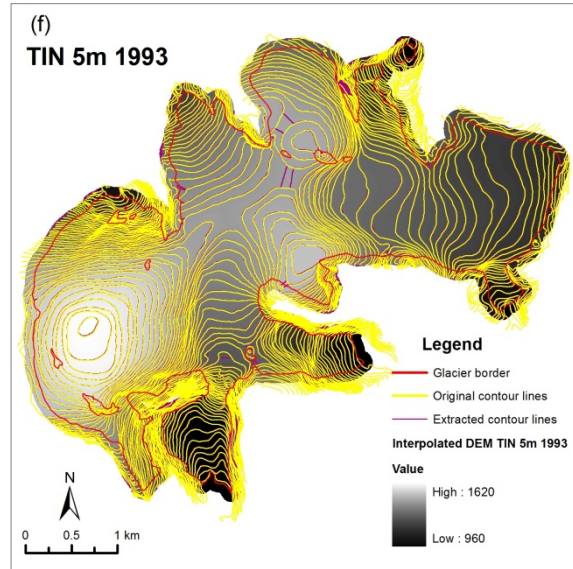 (f)
TIN 5m 1993
Legend
Glacier border
Original contour lines
Extracted contour lines
Interpolated DEM TIN 5m 1993
Value
High : 1620
Low : 960
N
0 0.5 1 km